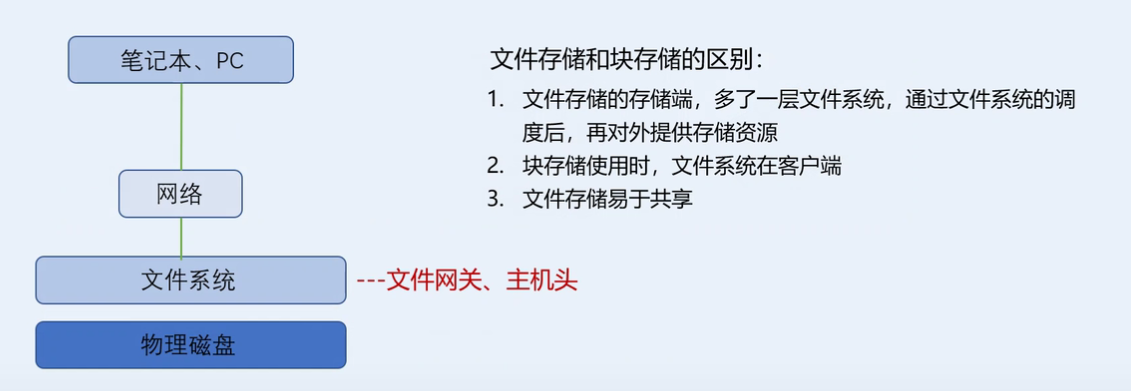 笔记本、PC
网络
文件系统
---文件网关、主机头
物理磁盘
文件存储和块存储的区别：
1. 文件存储的存储端，多了一层文件系统，通过文件系统的调
度后，再对外提供存储资源
2. 块存储使用时，文件系统在客户端
3. 文件存储易于共享